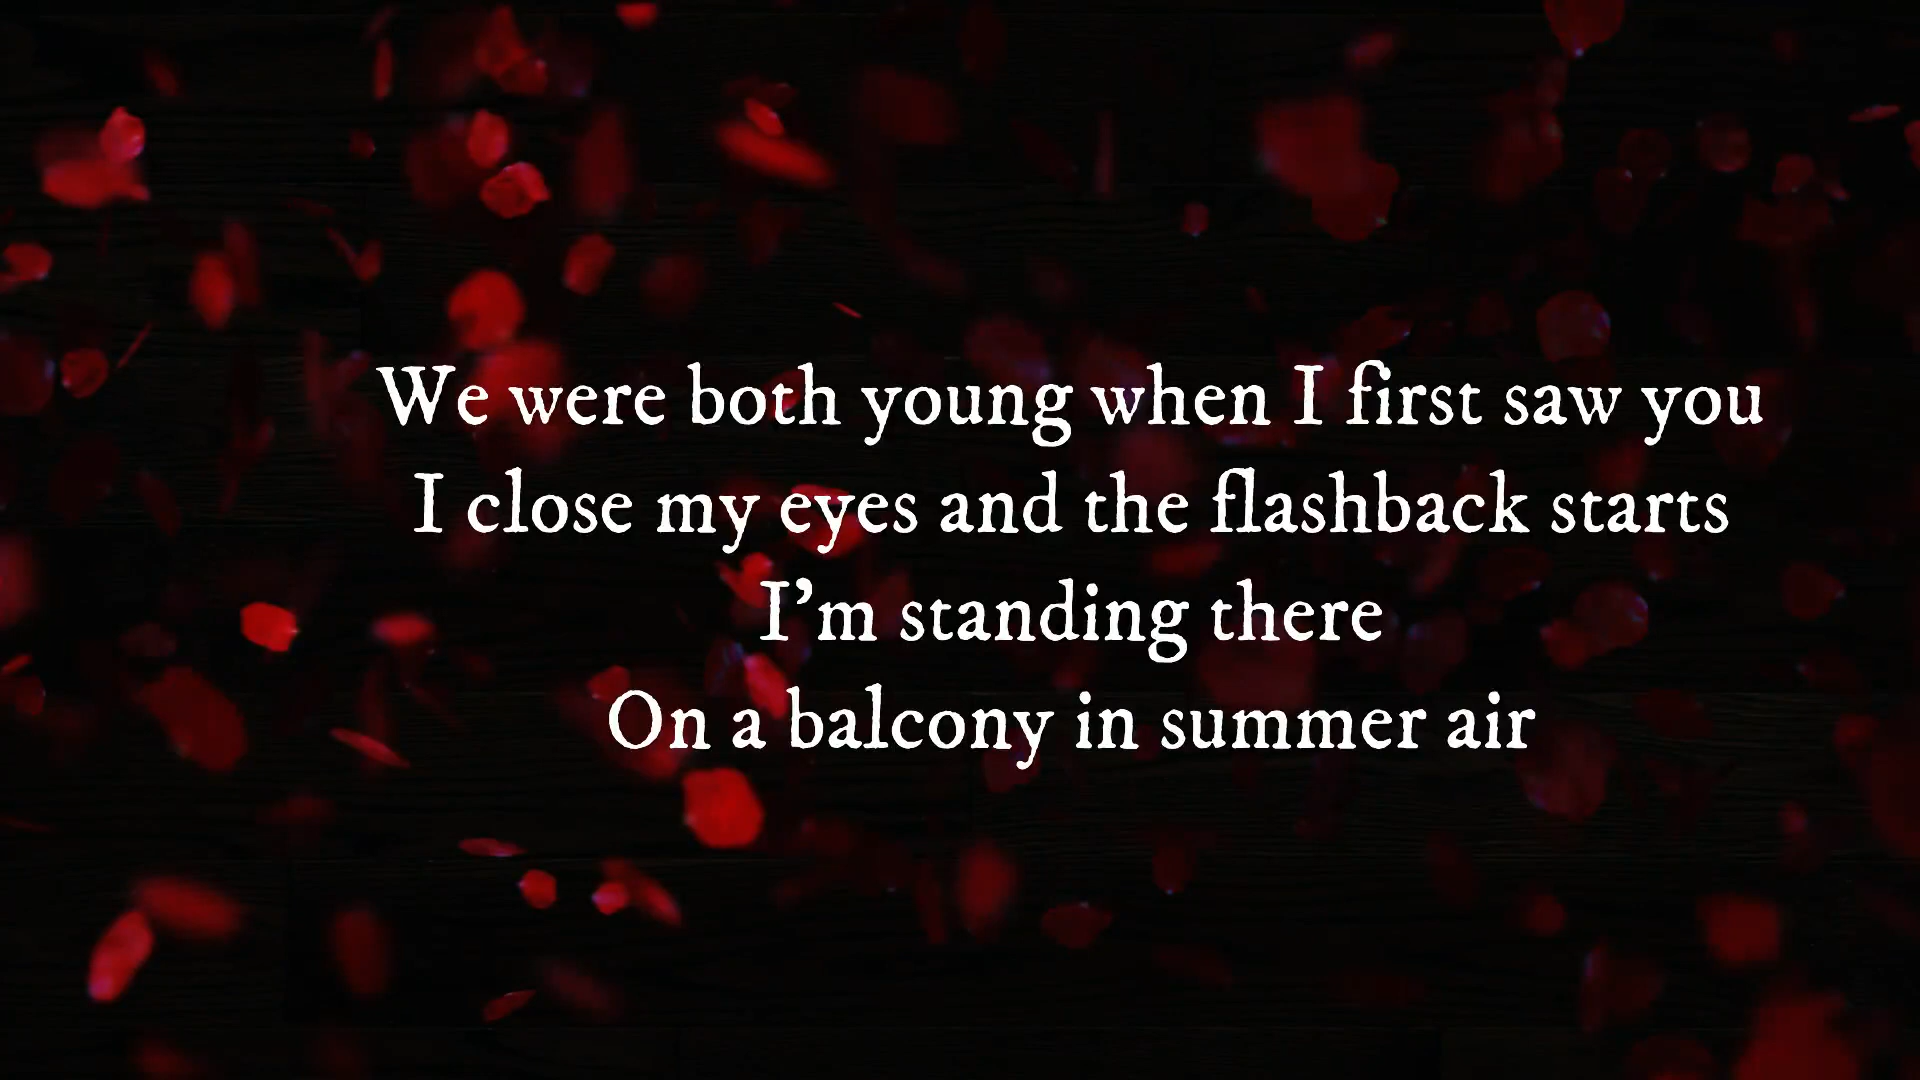 We were both young when I first saw you
I close my eyes and the flashback starts
I’m standing there
On a balcony in summer air